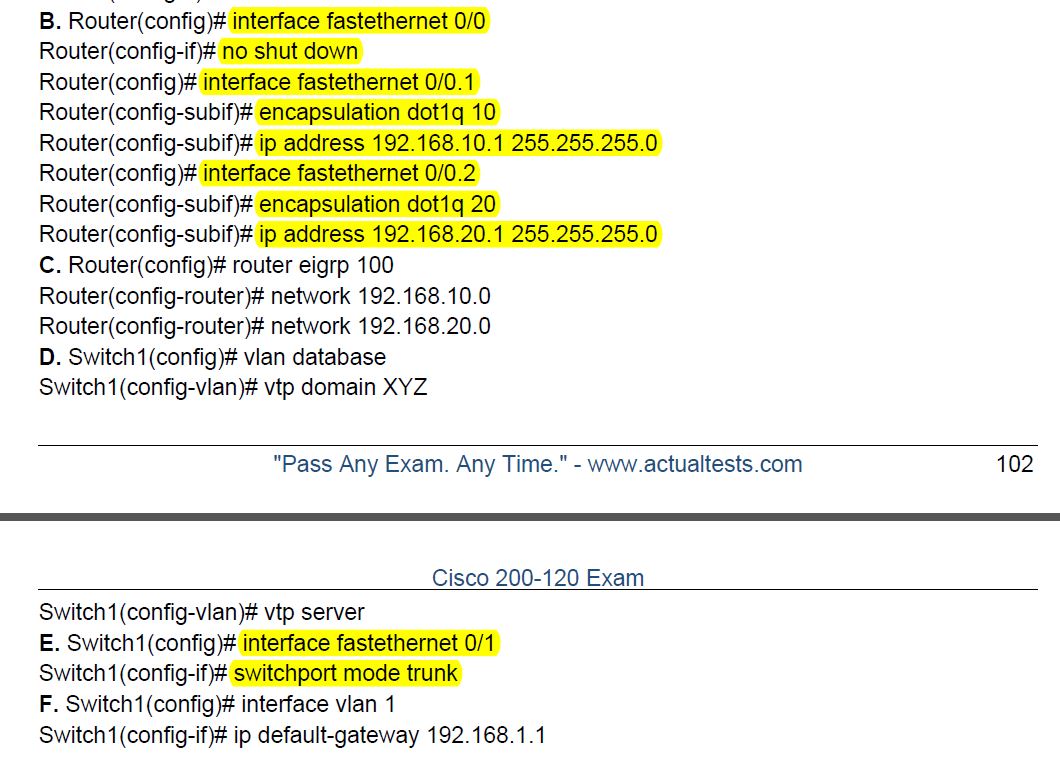 B. Router(config)# interface fastethernet 0/0
Router(config-if)# no shut down
Router(config)# interface fastethernet 0/0.1
Router(config-subif)# encapsulation dot1q 10
Router(config-subif)# ip address 192.168.10.1 255.255.255.0
Router(config)# interface fastethernet 0/0.2
Router(config-subif)# encapsulation dot1q 20
Router(config-subif)# ip address 192.168.20.1 255.255.255.0
C. Router(config)# router eigrp 100
Router(config-router)# network 192.168.10.0
Router(config-router)# network 192.168.20.0
D. Switch1(config)# vlan database
Switch1(config-vlan)# vtp domain XYZ
"Pass Any Exam. Any Time." - www.actualtests.com 102
Cisco 200-120 Exam
Switch1(config-vlan)# vtp server
E. Switch1(config)# interface fastethernet 0/1
Switch1(config-if)# switchport mode trunk
F. Switch1(config)# interface vlan 1
Switch1(config-if)# ip default-gateway 192.168.1.1